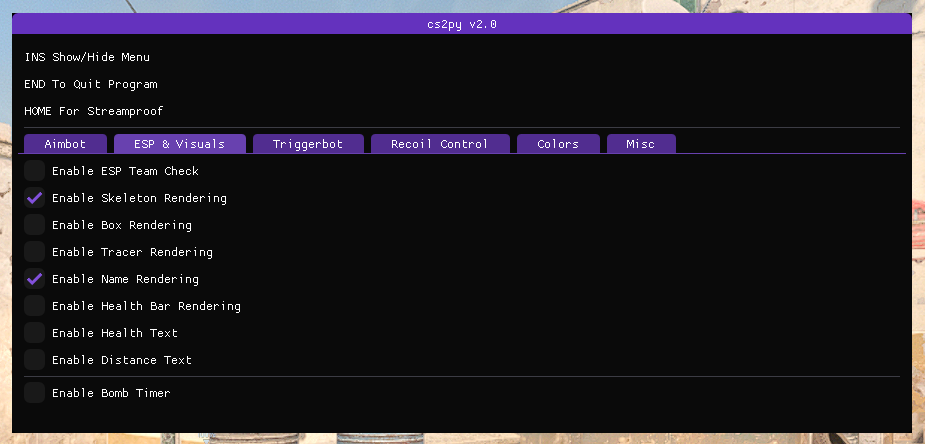 cs2py v2.0
INS Show/Hide Menu
END To Quit Program
HOME For Streamproof
Aimbot ESP & Visuals Triggerbot Recoil Control Colors Misc
Enable ESP Team Check
Enable Skeleton Rendering
Enable Box Rendering
Enable Tracer Rendering
Enable Name Rendering
Enable Health Bar Rendering
Enable Health Text
Enable Distance Text
Enable Bomb Timer